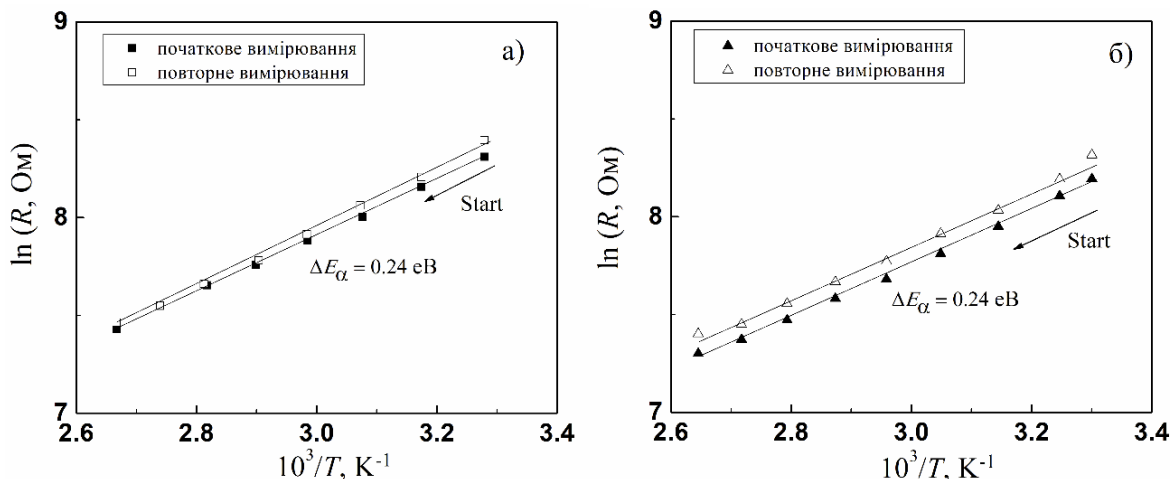 а)
початкове вимірювання
повторне вимірювання
ln (R, Ом)
9
8
7
Start
ΔEα = 0.24 еВ
2.6 2.8 3.0 3.2 3.4
10³/T, K⁻¹
б)
початкове вимірювання
повторне вимірювання
ln (R, Ом)
9
8
7
Start
ΔEα = 0.24 еВ
2.6 2.8 3.0 3.2 3.4
10³/T, K⁻¹